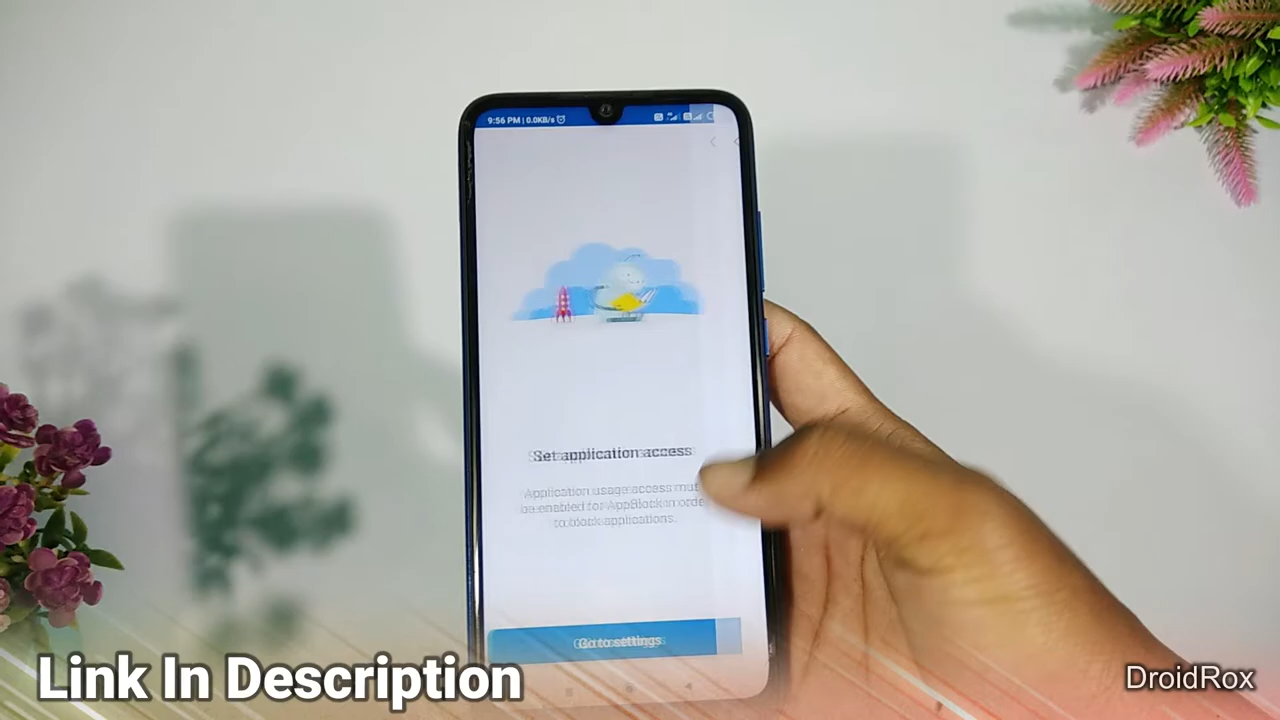 9:56 PM | 0.0KB/s
Set application access
Application usage access must
be enabled for AppBlock in order
to block applications.
Go to settings
Link In Description
DroidRox